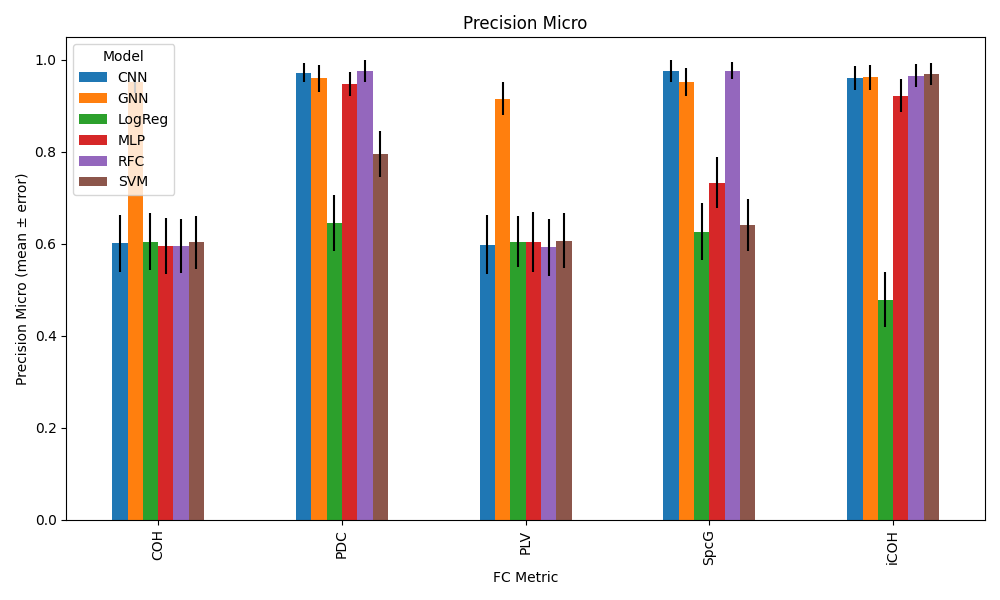 Precision Micro
Precision Micro (mean ± error)
1.0
0.8
0.6
0.4
0.2
0.0
Model
CNN
GNN
LogReg
MLP
RFC
SVM
COH
PDC
PLV
SpcG
iCOH
FC Metric